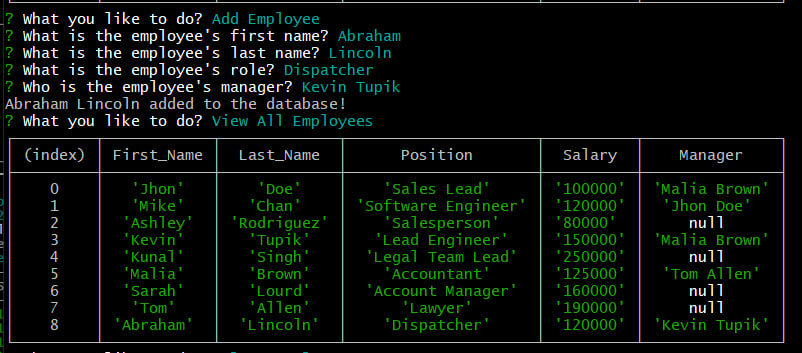 ? What you like to do? Add Employee
? What is the employee's first name? Abraham
? What is the employee's last name? Lincoln
? What is the employee's role? Dispatcher
? Who is the employee's manager? Kevin Tupik
Abraham Lincoln added to the database!
? What you like to do? View All Employees
(index) First_Name Last_Name Position Salary Manager
0 'Jhon' 'Doe' 'Sales Lead' '100000' 'Malia Brown'
1 'Mike' 'Chan' 'Software Engineer' '120000' 'Jhon Doe'
2 'Ashley' 'Rodriguez' 'Salesperson' '80000' null
3 'Kevin' 'Tupik' 'Lead Engineer' '150000' 'Malia Brown'
4 'Kunal' 'Singh' 'Legal Team Lead' '250000' null
5 'Malia' 'Brown' 'Accountant' '125000' 'Tom Allen'
6 'Sarah' 'Lourd' 'Account Manager' '160000' null
7 'Tom' 'Allen' 'Lawyer' '190000' null
8 'Abraham' 'Lincoln' 'Dispatcher' '120000' 'Kevin Tupik'